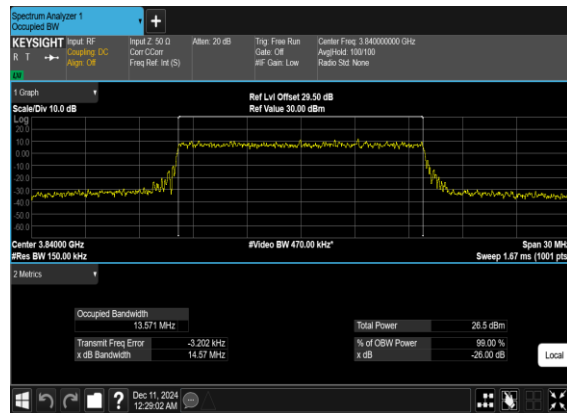 Spectrum Analyzer 1
Occupied BW
KEYSIGHT
R T
LXI
Input: RF
Coupling: DC
Align: Off
Input Z: 50 Ω
Corr CCorr
Freq Ref: Int (S)
Atten: 20 dB
Trig: Free Run
Gate: Off
#IF Gain: Low
Center Freq: 3.840000000 GHz
Avg|Hold: 100/100
Radio Std: None
1 Graph
Scale/Div 10.0 dB
Ref Lvl Offset 29.50 dB
Ref Value 30.00 dBm
Log
20.0
10.0
0.00
-10.0
-20.0
-30.0
-40.0
-50.0
-60.0
Center 3.84000 GHz
#Res BW 150.00 kHz
#Video BW 470.00 kHz*
Span 30 MHz
Sweep 1.67 ms (1001 pts
2 Metrics
Occupied Bandwidth
13.571 MHz
Transmit Freq Error -3.202 kHz
x dB Bandwidth 14.57 MHz
Total Power 26.5 dBm
% of OBW Power 99.00 %
x dB -26.00 dB
Local
?
Dec 11, 2024
12:29:02 AM